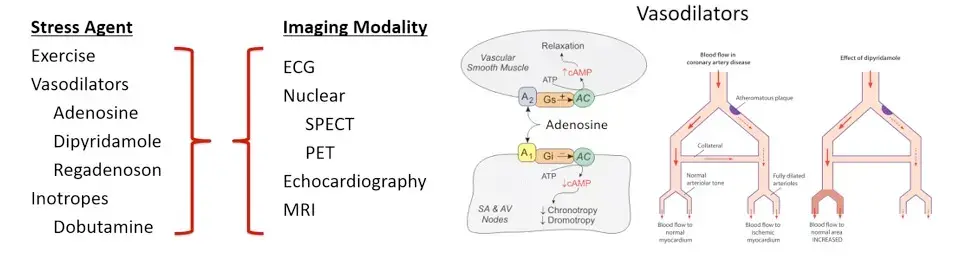 Stress Agent
Exercise
Vasodilators
Adenosine
Dipyridamole
Regadenoson
Inotropes
Dobutamine
Imaging Modality
ECG
Nuclear
SPECT
PET
Echocardiography
MRI
Vasodilators
Relaxation
Vascular
Smooth Muscle
ATP
↑cAMP
A2
Gs
+
AC
Adenosine
A1
Gi
−
AC
ATP
↓cAMP
SA & AV
Nodes
↓ Chronotropy
↓ Dromotropy
Blood flow in
coronary artery disease
Atheromatous plaque
Collateral
Normal
arteriolar tone
Fully dilated
arterioles
Blood flow to
normal
myocardium
Blood flow to
ischemic
myocardium
Effect of dipyridamole
Blood flow to
normal area
INCREASED